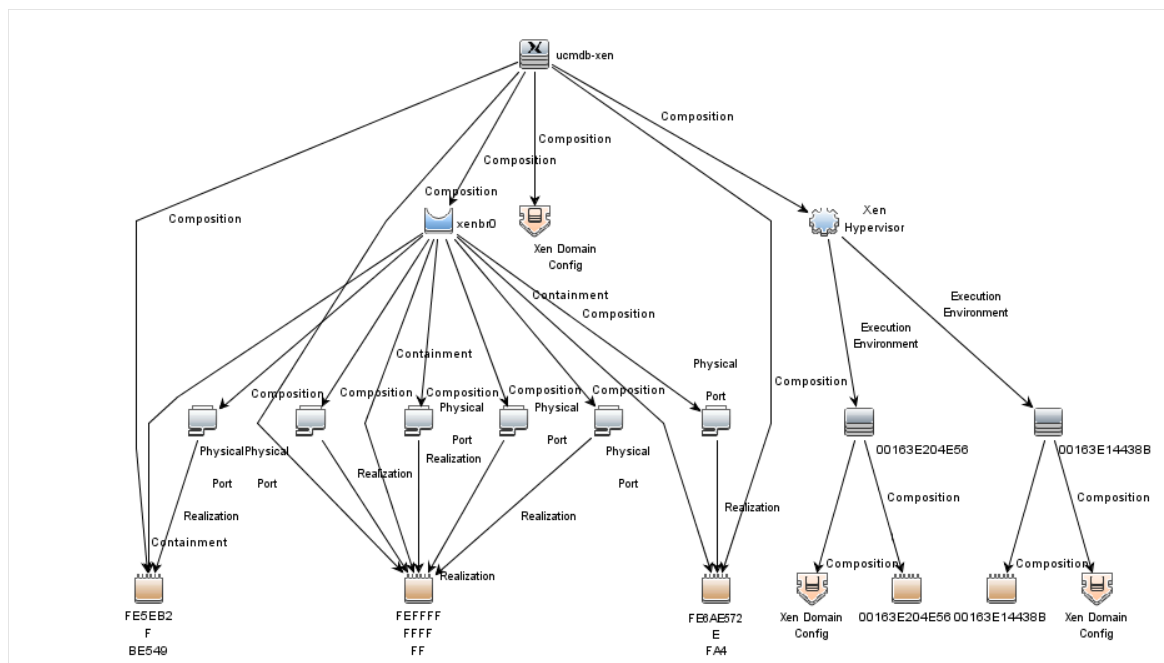 ucmdb-xen
Composition
Composition
Composition
Composition
Composition
xenbr0
Xen Domain
Config
Xen
Hypervisor
Containment
Composition
Execution
Environment
Execution
Environment
Containment
Physical
Port
Composition
Composition
Composition
Composition
Composition
Composition
Physical
Port
Physical
Port
Physical
Port
Physical
Port
Physical
Port
00163E204E56
00163E14438B
Realization
Realization
Composition
Composition
Realization
Realization
Containment
Composition
Composition
Realization
FE5EB2
F
BE549
FEFFFF
FFFF
FF
FE6AE572
E
FA4
Xen Domain
Config
00163E204E56
00163E14438B
Xen Domain
Config